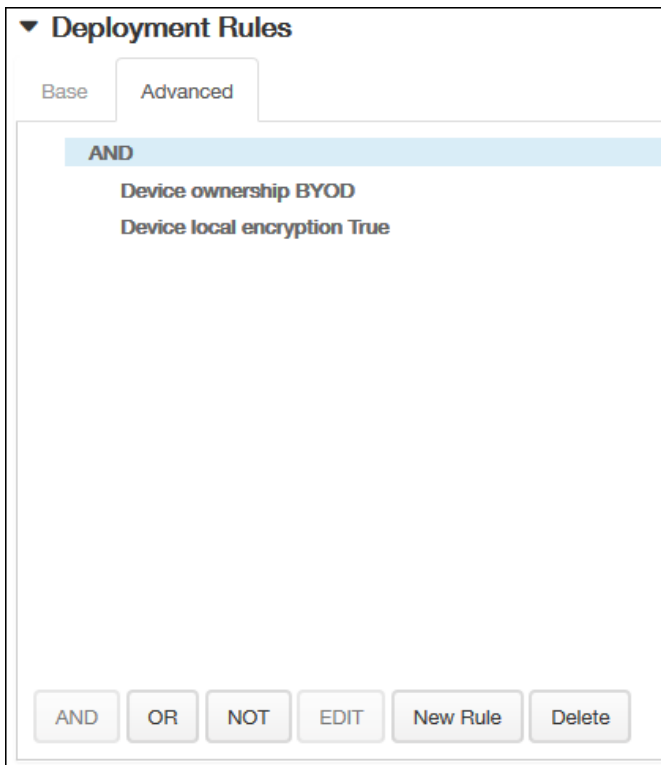 Deployment Rules
Base Advanced
AND
Device ownership BYOD
Device local encryption True
AND OR NOT EDIT New Rule Delete